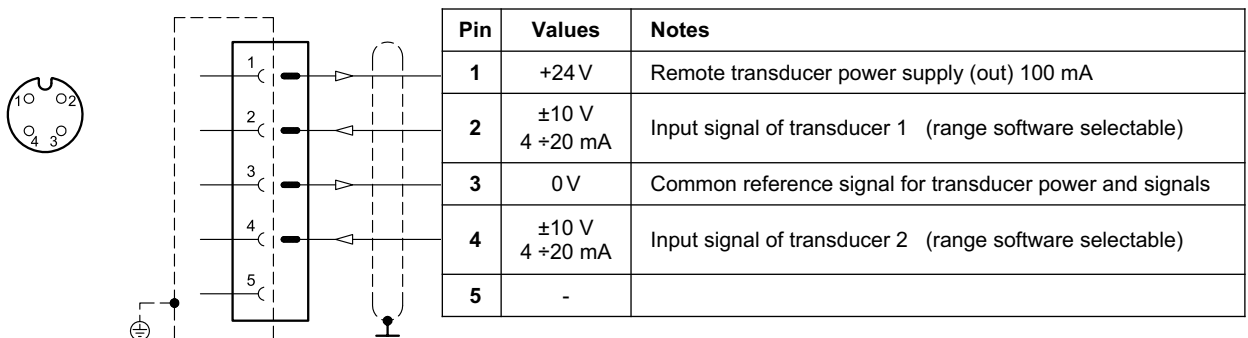 1 2
4 3
1
2
3
4
5
Pin Values Notes
1 +24 V Remote transducer power supply (out) 100 mA
2 ±10 V
4 ÷20 mA Input signal of transducer 1 (range software selectable)
3 0 V Common reference signal for transducer power and signals
4 ±10 V
4 ÷20 mA Input signal of transducer 2 (range software selectable)
5 -